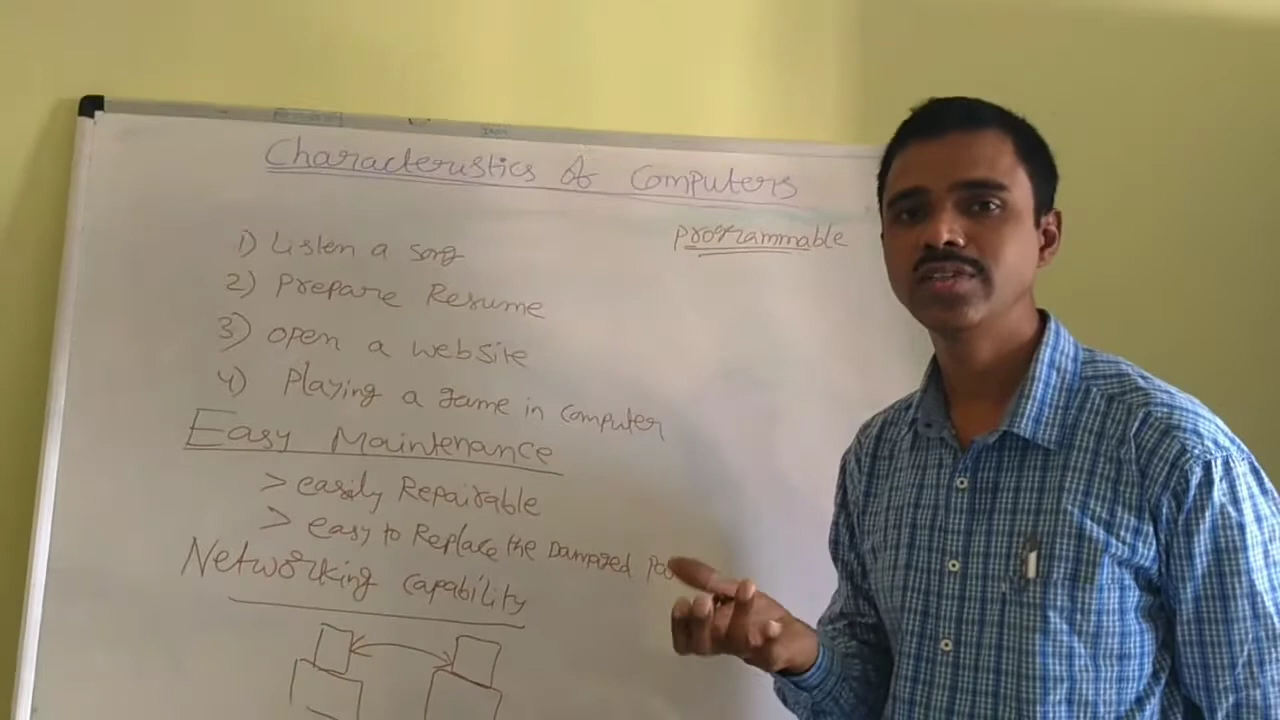 Characteristics of Computers
Programmable
1) Listen a song
2) Prepare Resume
3) open a website
4) Playing a game in computer
Easy Maintenance
> easily Repairable
> easy to Replace the Damaged
Networking Capability